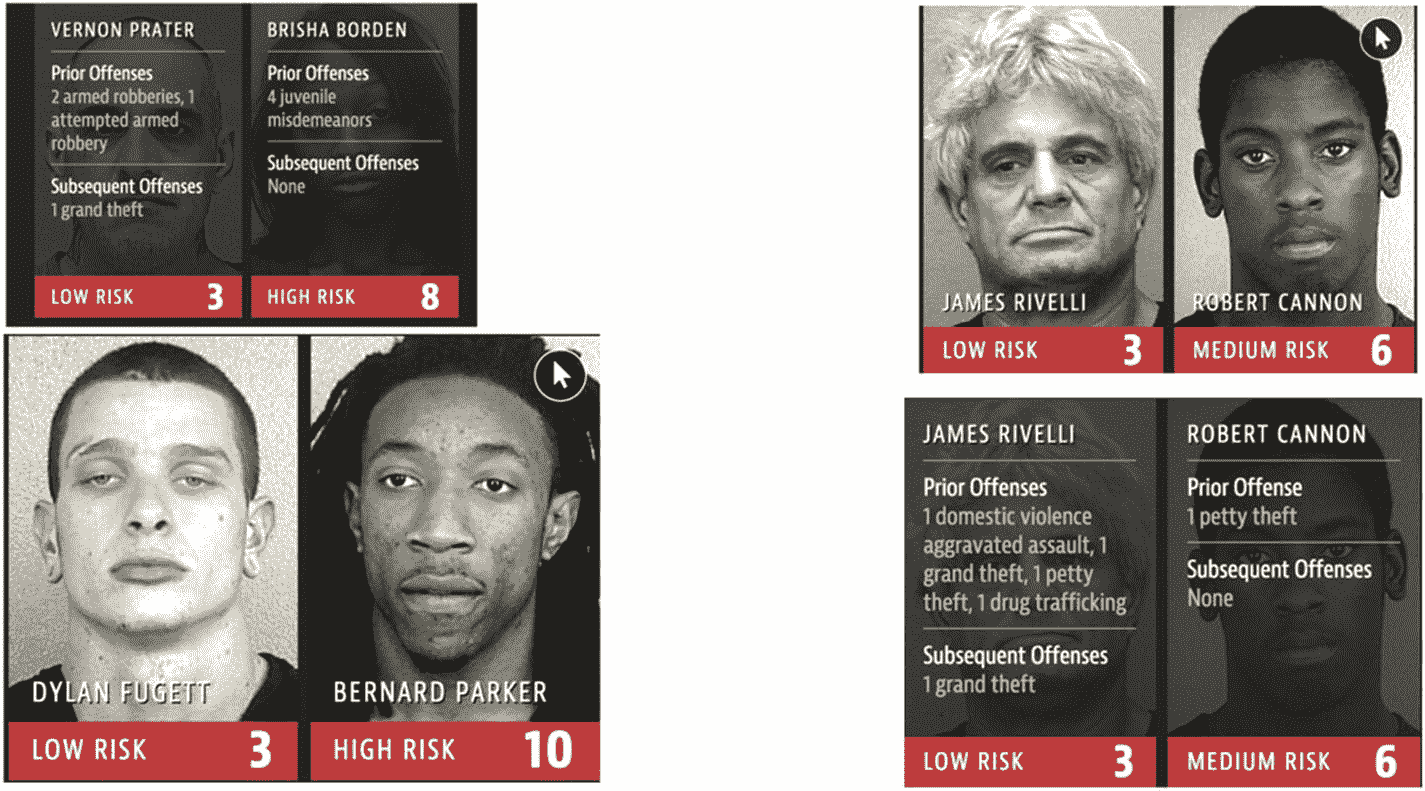 VERNON PRATER
Prior Offenses
2 armed robberies, 1
attempted armed
robbery
Subsequent Offenses
1 grand theft
LOW RISK 3
BRISHA BORDEN
Prior Offenses
4 juvenile
misdemeanors
Subsequent Offenses
None
HIGH RISK 8
JAMES RIVELLI
LOW RISK 3
ROBERT CANNON
MEDIUM RISK 6
DYLAN FUGETT
LOW RISK 3
BERNARD PARKER
HIGH RISK 10
JAMES RIVELLI
Prior Offenses
1 domestic violence
aggravated assault, 1
grand theft, 1 petty
theft, 1 drug trafficking
Subsequent Offenses
1 grand theft
LOW RISK 3
ROBERT CANNON
Prior Offense
1 petty theft
Subsequent Offenses
None
MEDIUM RISK 6